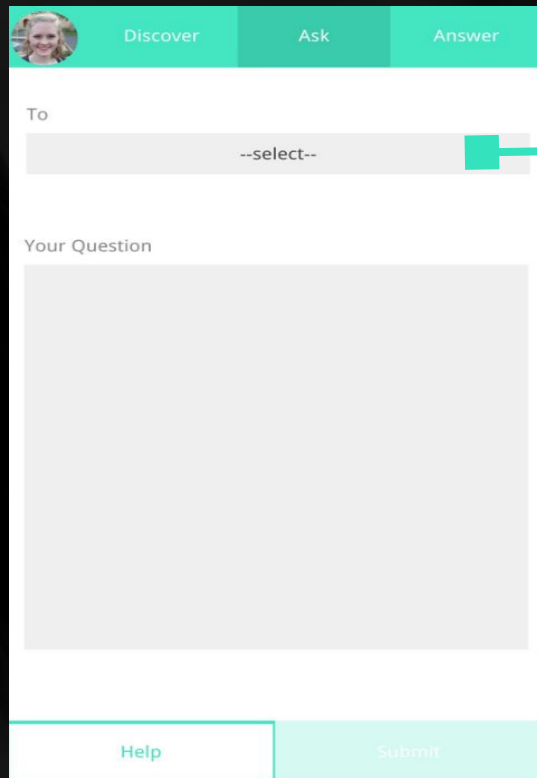 Discover Ask Answer
To
--select--
Your Question
Help Submit